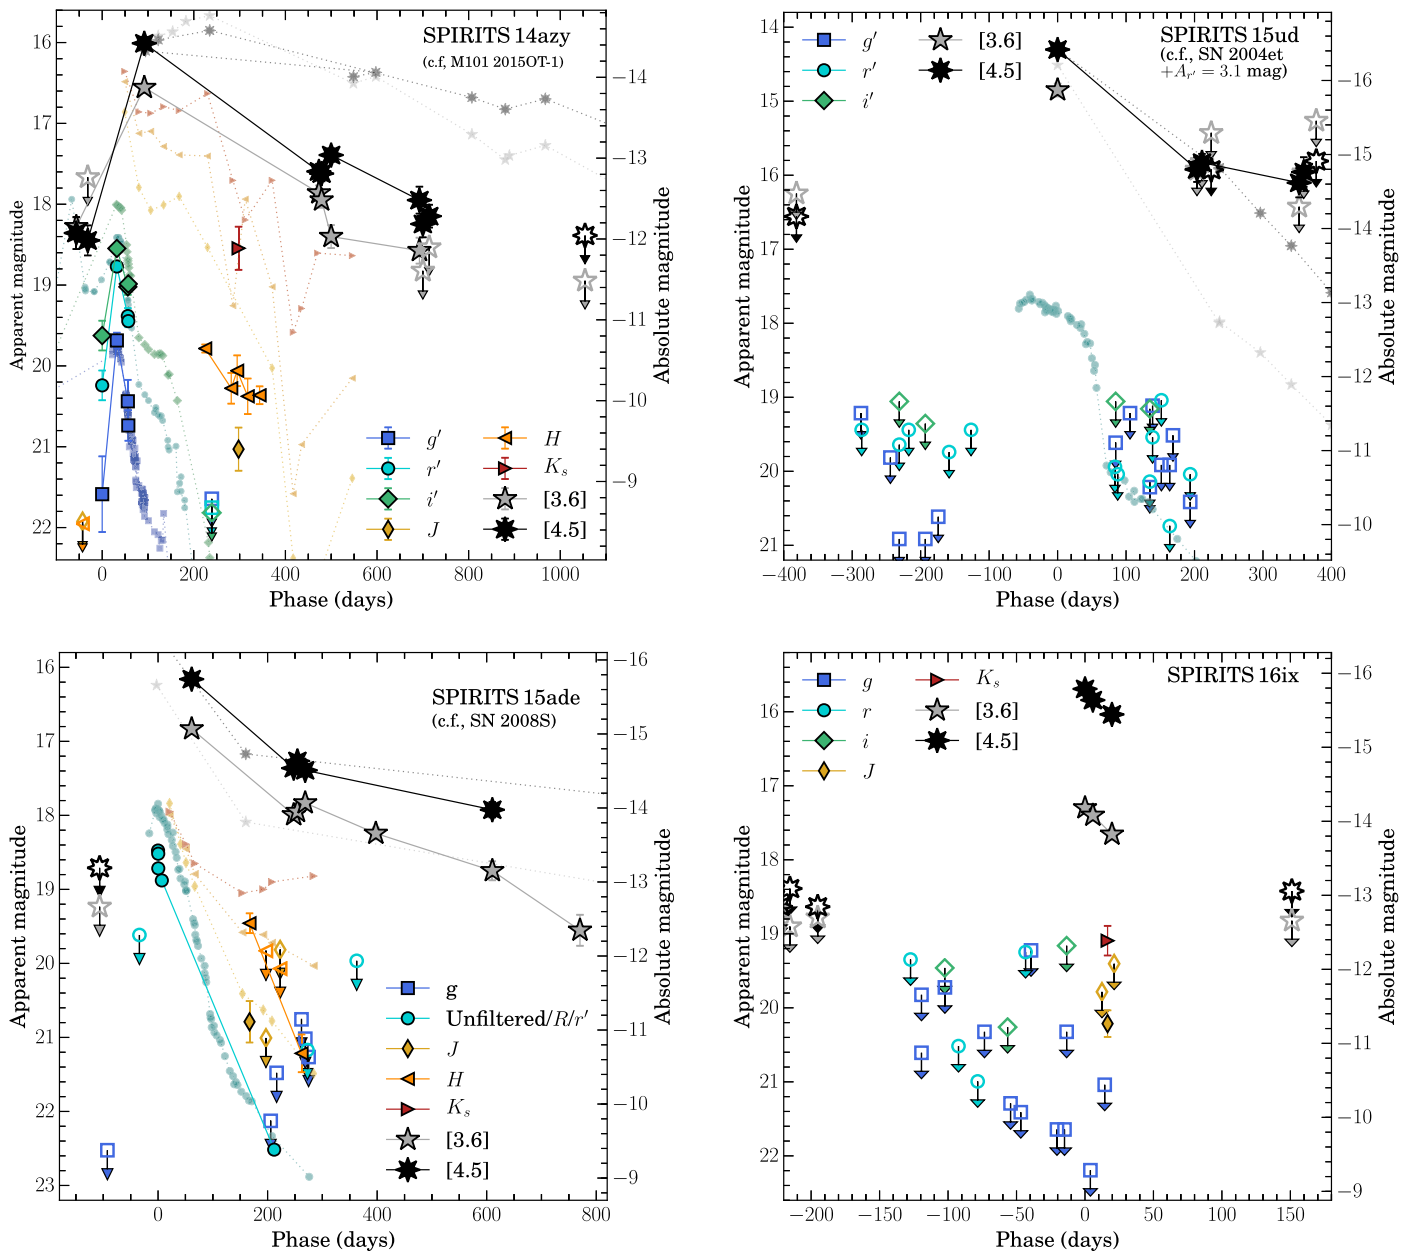 SPIRITS 14azy
(c.f, M101 2015OT-1)
16
17
18
19
20
21
22
−14
−13
−12
−11
−10
−9
Apparent magnitude
Absolute magnitude
g′
r′
i′
J
H
Ks
[3.6]
[4.5]
0
200
400
600
800
1000
Phase (days)
SPIRITS 15ud
(c.f., SN 2004et
+Ar′ = 3.1 mag)
g′
r′
i′
[3.6]
[4.5]
14
15
16
17
18
19
20
21
−16
−15
−14
−13
−12
−11
−10
Apparent magnitude
Absolute magnitude
−400
−300
−200
−100
0
100
200
300
400
Phase (days)
SPIRITS 15ade
(c.f., SN 2008S)
16
17
18
19
20
21
22
23
−16
−15
−14
−13
−12
−11
−10
−9
Apparent magnitude
Absolute magnitude
g
Unfiltered/R/r′
J
H
Ks
[3.6]
[4.5]
0
200
400
600
800
Phase (days)
SPIRITS 16ix
g
r
i
J
Ks
[3.6]
[4.5]
16
17
18
19
20
21
22
−16
−15
−14
−13
−12
−11
−10
−9
Apparent magnitude
Absolute magnitude
−200
−150
−100
−50
0
50
100
150
Phase (days)